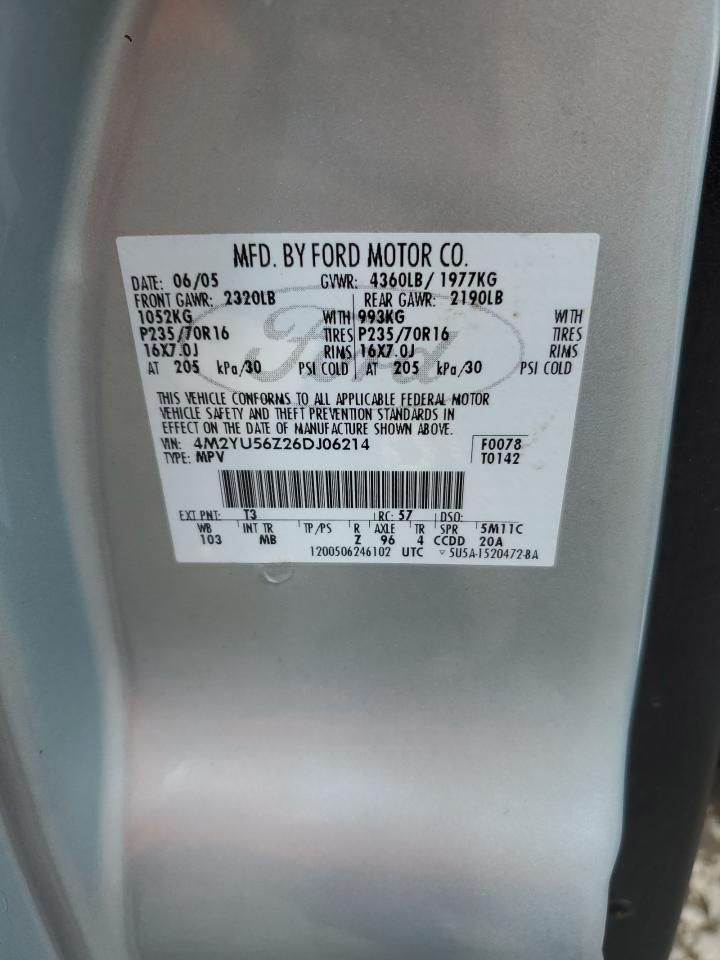 MFD. BY FORD MOTOR CO.
DATE: 06/05 GVWR: 4360LB/ 1977KG
FRONT GAWR: 2320LB REAR GAWR: 2190LB
1052KG WITH 993KG WITH
P235/70R16 TIRES P235/70R16 TIRES
16X7.0J RIMS 16X7.0J RIMS
AT 205 kPa/30 PSI COLD AT 205 kPa/30 PSI COLD
Ford
THIS VEHICLE CONFORMS TO ALL APPLICABLE FEDERAL MOTOR
VEHICLE SAFETY AND THEFT PREVENTION STANDARDS IN
EFFECT ON THE DATE OF MANUFACTURE SHOWN ABOVE.
VIN: 4M2YU56Z26DJ06214 F0078
TYPE: MPV T0142
EXT PNT: T3 RC: 57 DSO:
WB INT TR TP/PS R AXLE TR SPR 5M11C
103 MB Z 96 4 CCDD 20A
1200506246102 UTC ▽ 5U5A-1520472-BA